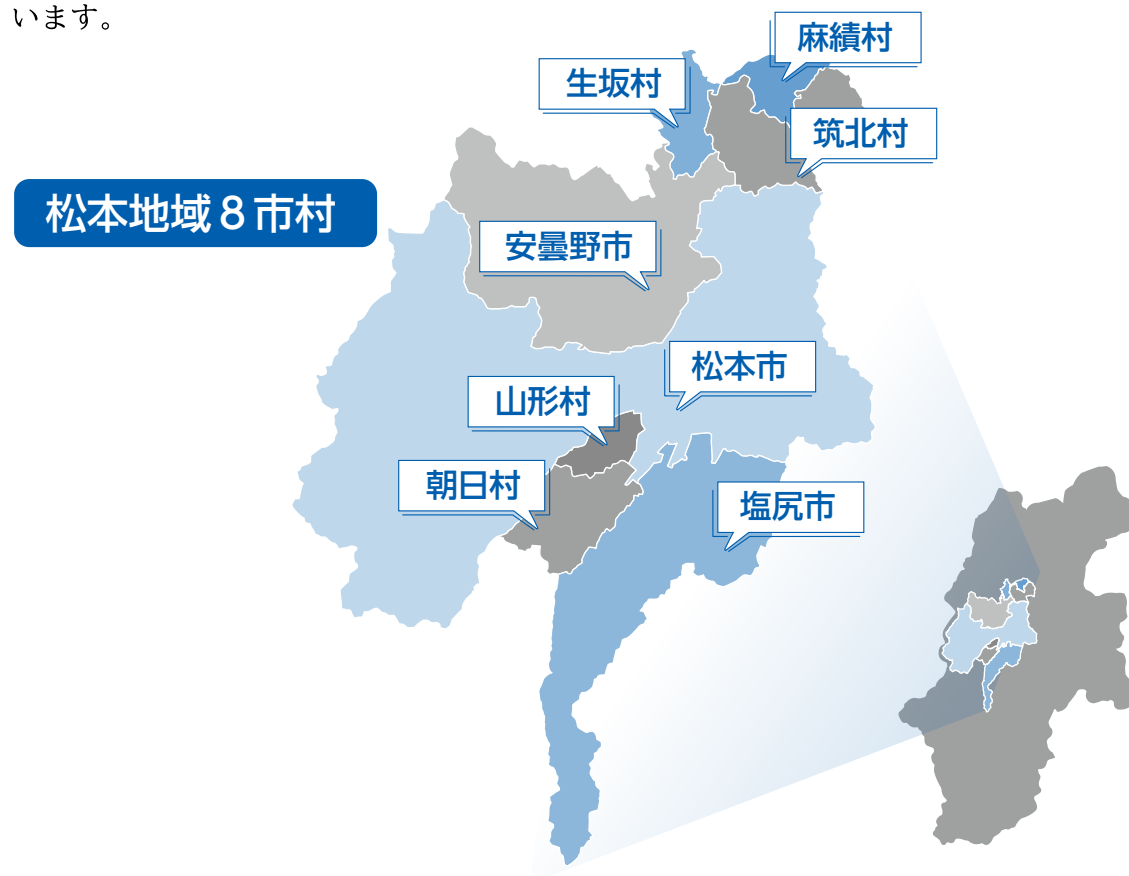 います。
麻績村
生坂村
筑北村
松本地域8市村
安曇野市
松本市
山形村
朝日村
塩尻市